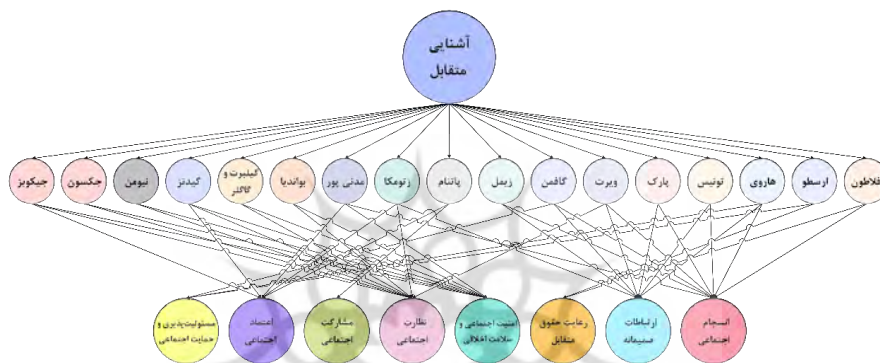 آشنایی
متقابل
افلاطون
ارسطو
هاروی
تونیس
پارک
ویرث
گافمن
زیمل
پاتنام
زتومکا
مدنی پور
بواندیا
گیلبرت و
گاگلر
گیدنز
نیومن
جکسون
جیکوبز
انسجام
اجتماعی
ارتباطات
صمیمانه
رعایت حقوق
متقابل
امنیت اجتماعی و
سلامت اخلاقی
نظارت
اجتماعی
مشارکت
اجتماعی
اعتماد
اجتماعی
مسئولیت‌پذیری و
حمایت اجتماعی